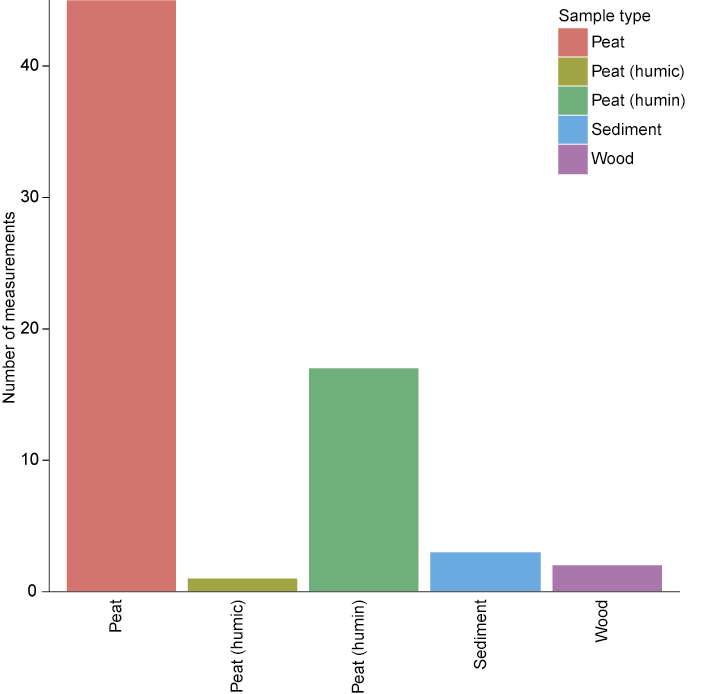 Sample type
Peat
Peat (humic)
Peat (humin)
Sediment
Wood
Number of measurements
40
30
20
10
0
Peat
Peat (humic)
Peat (humin)
Sediment
Wood